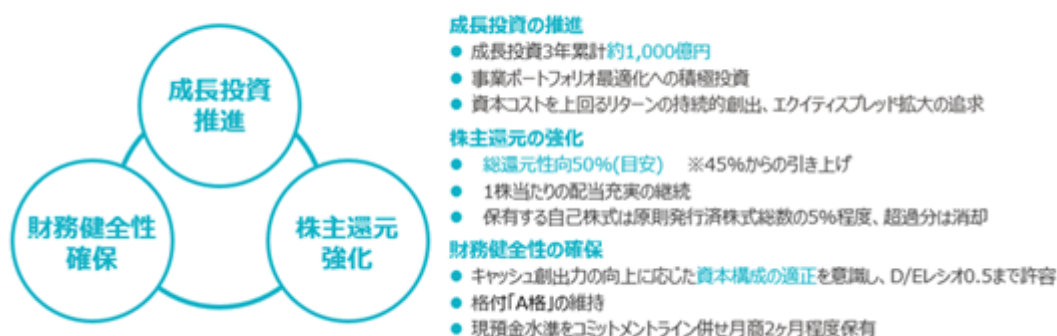 成長投資
推進
財務健全性
確保
株主還元
強化
成長投資の推進
● 成長投資3年累計約1,000億円
● 事業ポートフォリオ最適化への積極投資
● 資本コストを上回るリターンの持続的創出、エクイティスプレッド拡大の追求
株主還元の強化
● 総還元性向50%(目安) ※45%からの引き上げ
● 1株当たりの配当充実の継続
● 保有する自己株式は原則発行済株式総数の5%程度、超過分は消却
財務健全性の確保
● キャッシュ創出力の向上に応じた資本構成の適正を意識し、D/Eレシオ0.5まで許容
● 格付「A格」の維持
● 現預金水準をコミットメントライン併せ月商2ヶ月程度保有